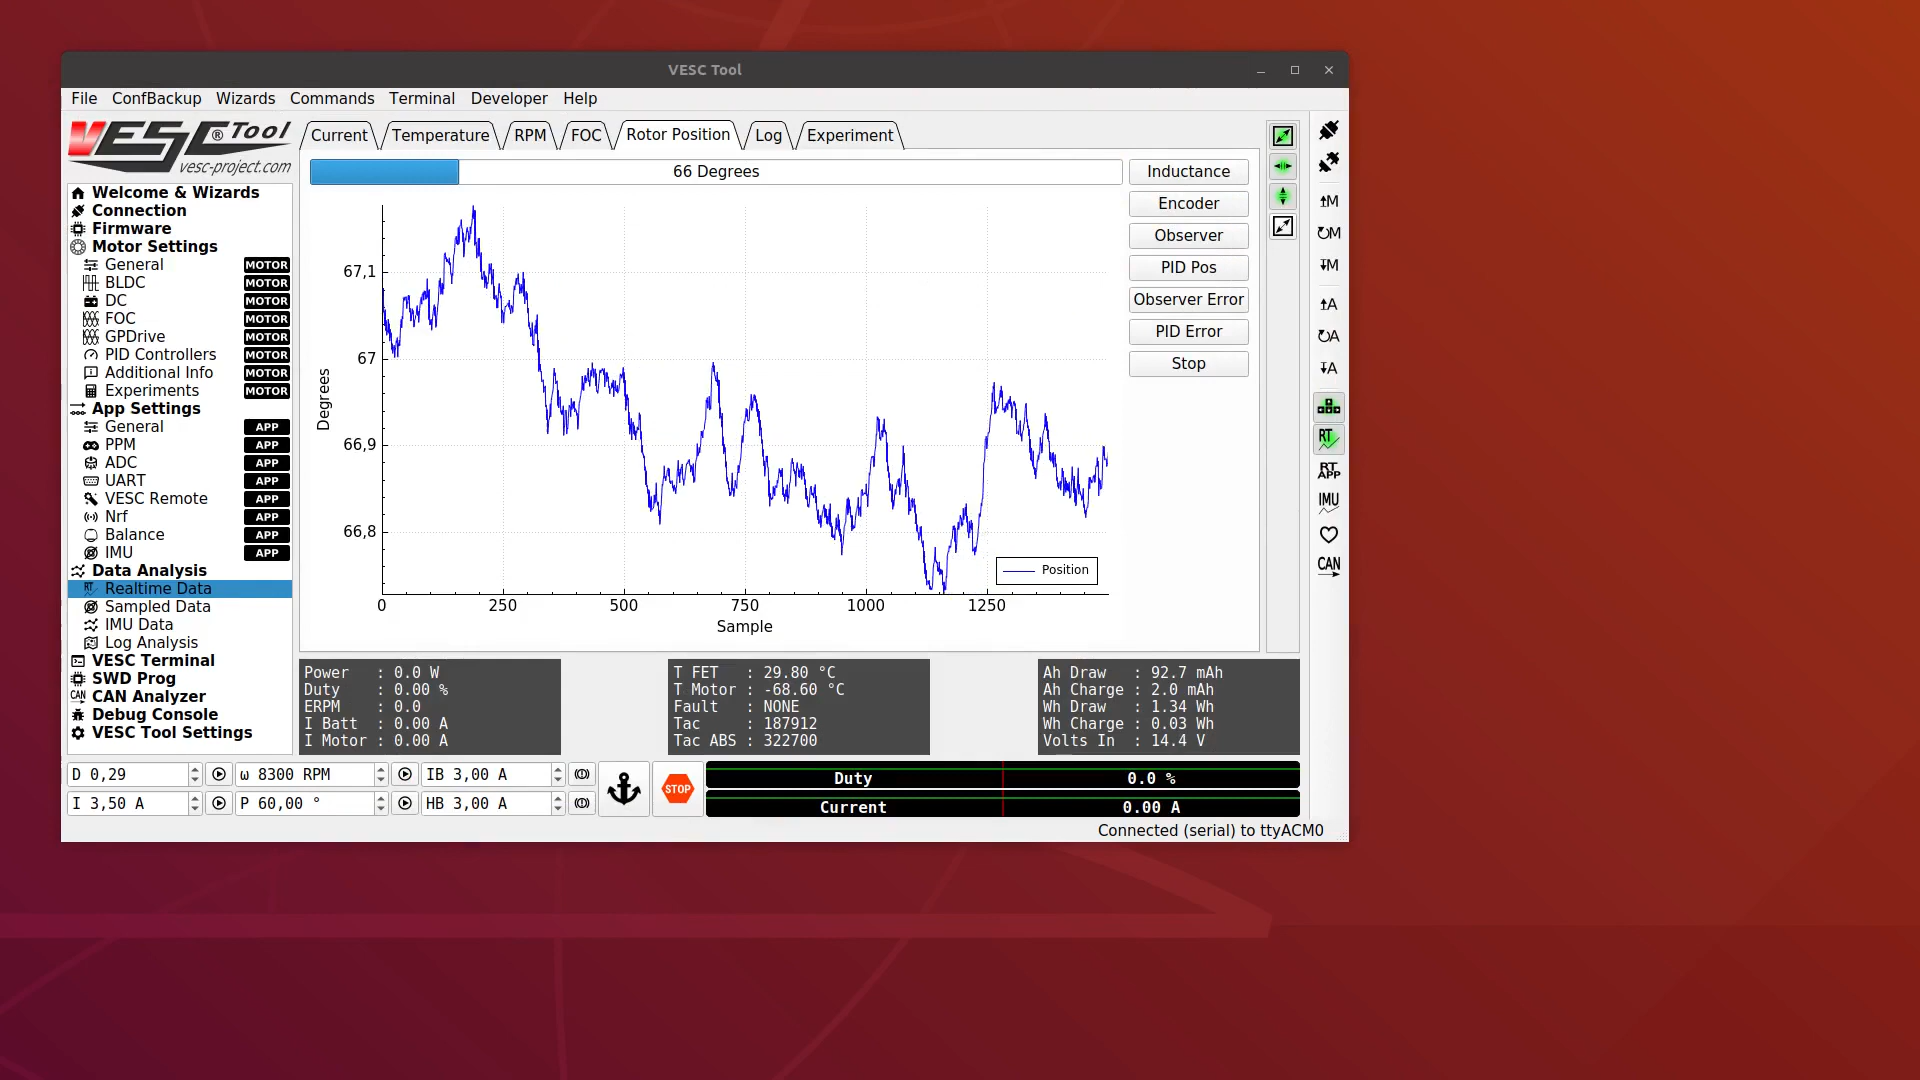 VESC Tool
File ConfBackup Wizards Commands Terminal Developer Help
VESC® Tool
vesc-project.com
Current Temperature RPM FOC Rotor Position Log Experiment
Welcome & Wizards
Connection
Firmware
Motor Settings
General MOTOR
BLDC MOTOR
DC MOTOR
FOC MOTOR
GPDrive MOTOR
PID Controllers MOTOR
Additional Info MOTOR
Experiments MOTOR
App Settings
General APP
PPM APP
ADC APP
UART APP
VESC Remote APP
Nrf APP
Balance APP
IMU APP
Data Analysis
RT Realtime Data
Sampled Data
IMU Data
Log Analysis
VESC Terminal
SWD Prog
CAN CAN Analyzer
Debug Console
VESC Tool Settings
66 Degrees
67,1
67
66,9
66,8
Degrees
0 250 500 750 1000 1250
Sample
Position
Inductance
Encoder
Observer
PID Pos
Observer Error
PID Error
Stop
M
M
M
A
A
A
RT
RT
APP
IMU
CAN
Power : 0.0 W
Duty : 0.00 %
ERPM : 0.0
I Batt : 0.00 A
I Motor : 0.00 A
T FET : 29.80 °C
T Motor : -68.60 °C
Fault : NONE
Tac : 187912
Tac ABS : 322700
Ah Draw : 92.7 mAh
Ah Charge : 2.0 mAh
Wh Draw : 1.34 Wh
Wh Charge : 0.03 Wh
Volts In : 14.4 V
D 0,29 ω 8300 RPM IB 3,00 A
I 3,50 A P 60,00 ° HB 3,00 A
STOP
Duty 0.0 %
Current 0.00 A
Connected (serial) to ttyACM0